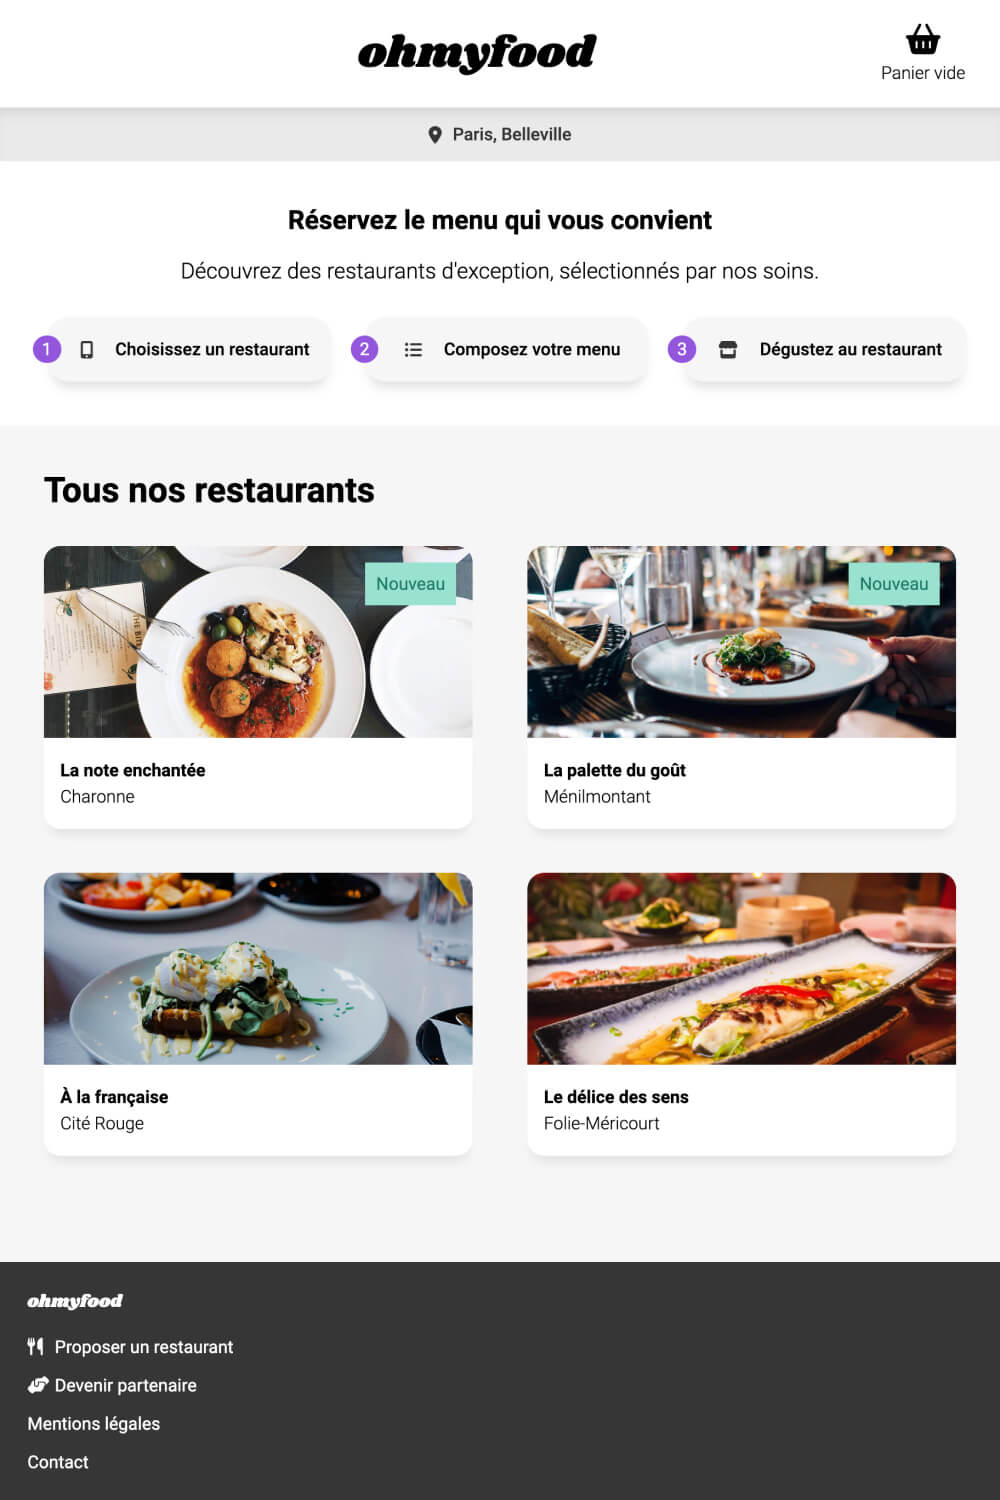 ohmyfood
Panier vide
Paris, Belleville
Réservez le menu qui vous convient
Découvrez des restaurants d'exception, sélectionnés par nos soins.
1 Choisissez un restaurant
2 Composez votre menu
3 Dégustez au restaurant
Tous nos restaurants
Nouveau
La note enchantée
Charonne
Nouveau
La palette du goût
Ménilmontant
À la française
Cité Rouge
Le délice des sens
Folie-Méricourt
ohmyfood
Proposer un restaurant
Devenir partenaire
Mentions légales
Contact